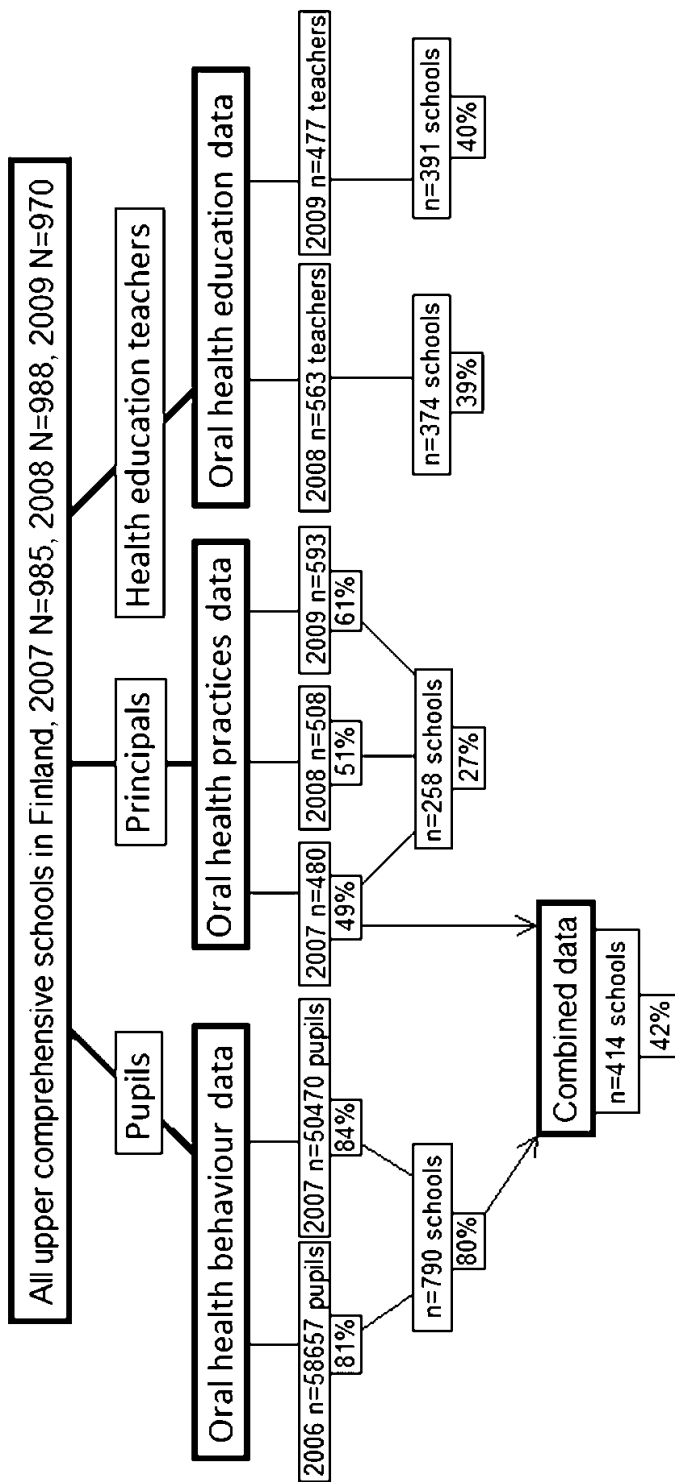 All upper comprehensive schools in Finland, 2007 N=985, 2008 N=988, 2009 N=970
Pupils
Principals
Health education teachers
Oral health behaviour data
Oral health practices data
Oral health education data
2006 n=58657 pupils
81%
2007 n=50470 pupils
84%
2007 n=480
49%
2008 n=508
51%
2009 n=593
61%
2008 n=563 teachers
2009 n=477 teachers
n=790 schools
80%
n=258 schools
27%
n=374 schools
39%
n=391 schools
40%
Combined data
n=414 schools
42%